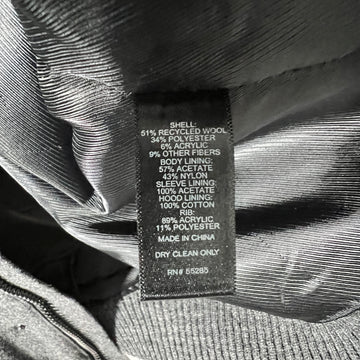 SHELL:
51% RECYCLED WOOL
34% POLYESTER
6% ACRYLIC
9% OTHER FIBERS
BODY LINING:
57% ACETATE
43% NYLON
SLEEVE LINING:
100% ACETATE
HOOD LINING:
100% COTTON
RIB:
89% ACRYLIC
11% POLYESTER
MADE IN CHINA
DRY CLEAN ONLY
RN# 55285